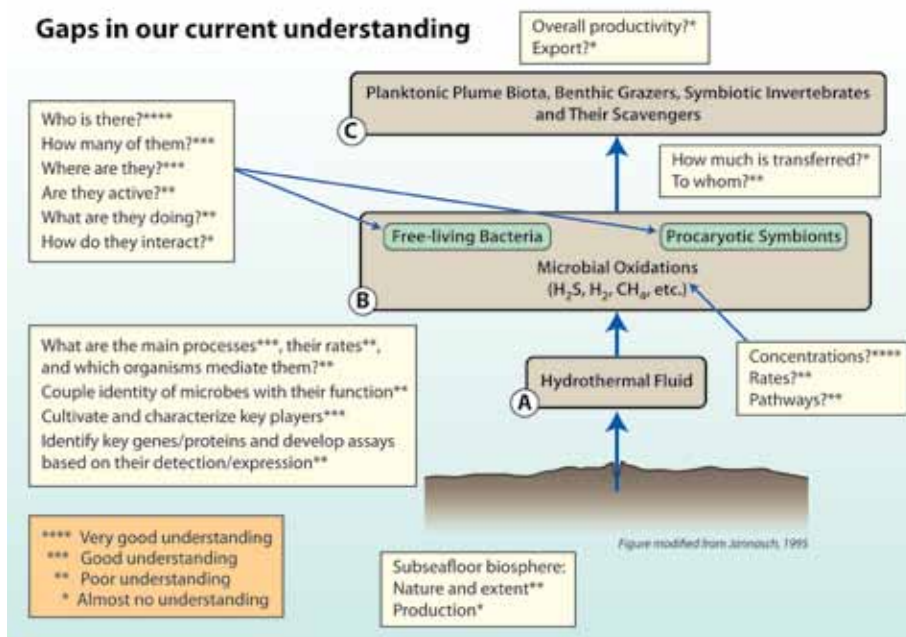 Gaps in our current understanding
Overall productivity?*
Export?*
Planktonic Plume Biota, Benthic Grazers, Symbiotic Invertebrates
and Their Scavengers
C
Who is there?****
How many of them?***
Where are they?***
Are they active?**
What are they doing?**
How do they interact?*
How much is transferred?*
To whom?**
Free-living Bacteria
Procaryotic Symbionts
Microbial Oxidations
(H₂S, H₂, CH₄, etc.)
B
What are the main processes***, their rates**,
and which organisms mediate them?**
Couple identity of microbes with their function**
Cultivate and characterize key players***
Identify key genes/proteins and develop assays
based on their detection/expression**
Concentrations?****
Rates?**
Pathways?**
Hydrothermal Fluid
A
Figure modified from Jannasch, 1995
**** Very good understanding
*** Good understanding
** Poor understanding
* Almost no understanding
Subseafloor biosphere:
Nature and extent**
Production*